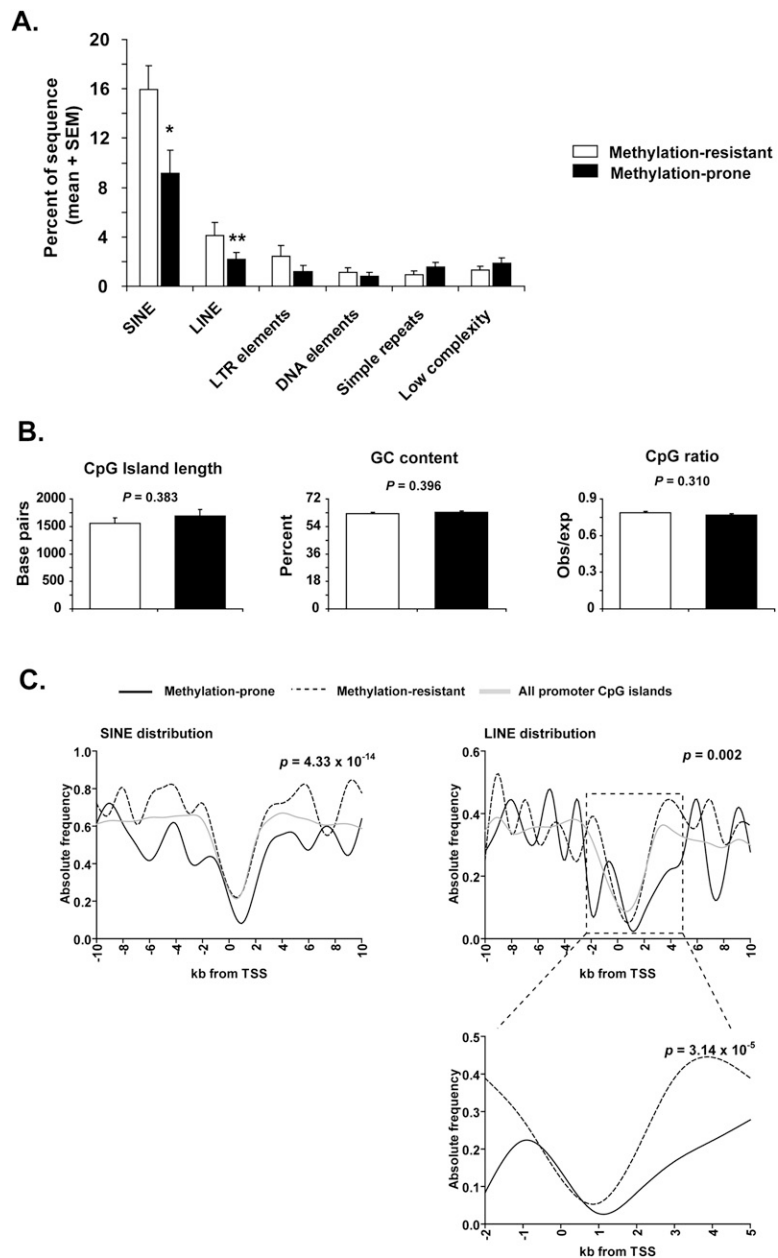 A.
Percent of sequence
(mean + SEM)
20
16
12
8
4
0
*
**
Methylation-resistant
Methylation-prone
SINE
LINE
LTR elements
DNA elements
Simple repeats
Low complexity
B.
CpG Island length
P = 0.383
Base pairs
2000
1500
1000
500
0
GC content
P = 0.396
Percent
72
54
36
18
0
CpG ratio
P = 0.310
Obs/exp
0.9
0.6
0.3
0
C.
Methylation-prone
Methylation-resistant
All promoter CpG islands
SINE distribution
p = 4.33 x 10-14
Absolute frequency
1.0
0.8
0.6
0.4
0.2
0.0
-10 -8 -6 -4 -2 0 2 4 6 8 10
kb from TSS
LINE distribution
p = 0.002
Absolute frequency
0.6
0.4
0.2
0.0
-10 -8 -6 -4 -2 0 2 4 6 8 10
kb from TSS
p = 3.14 x 10-5
Absolute frequency
0.5
0.4
0.3
0.2
0.1
0.0
-2 -1 0 1 2 3 4 5
kb from TSS